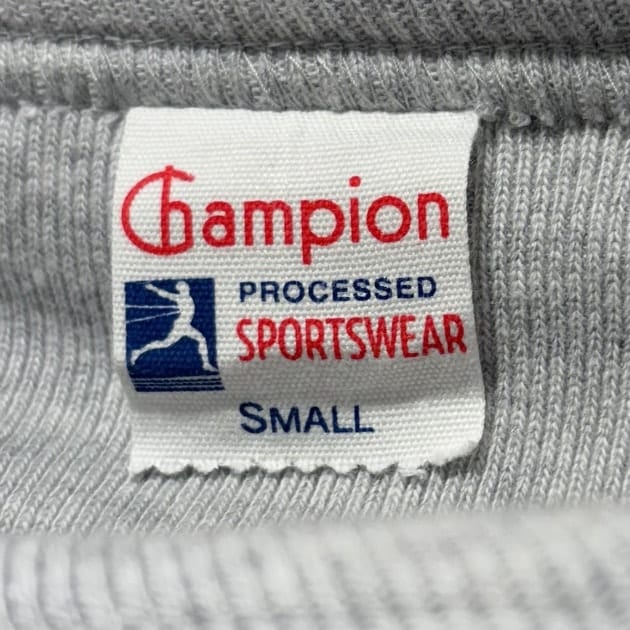 Champion
PROCESSED
SPORTSWEAR
SMALL